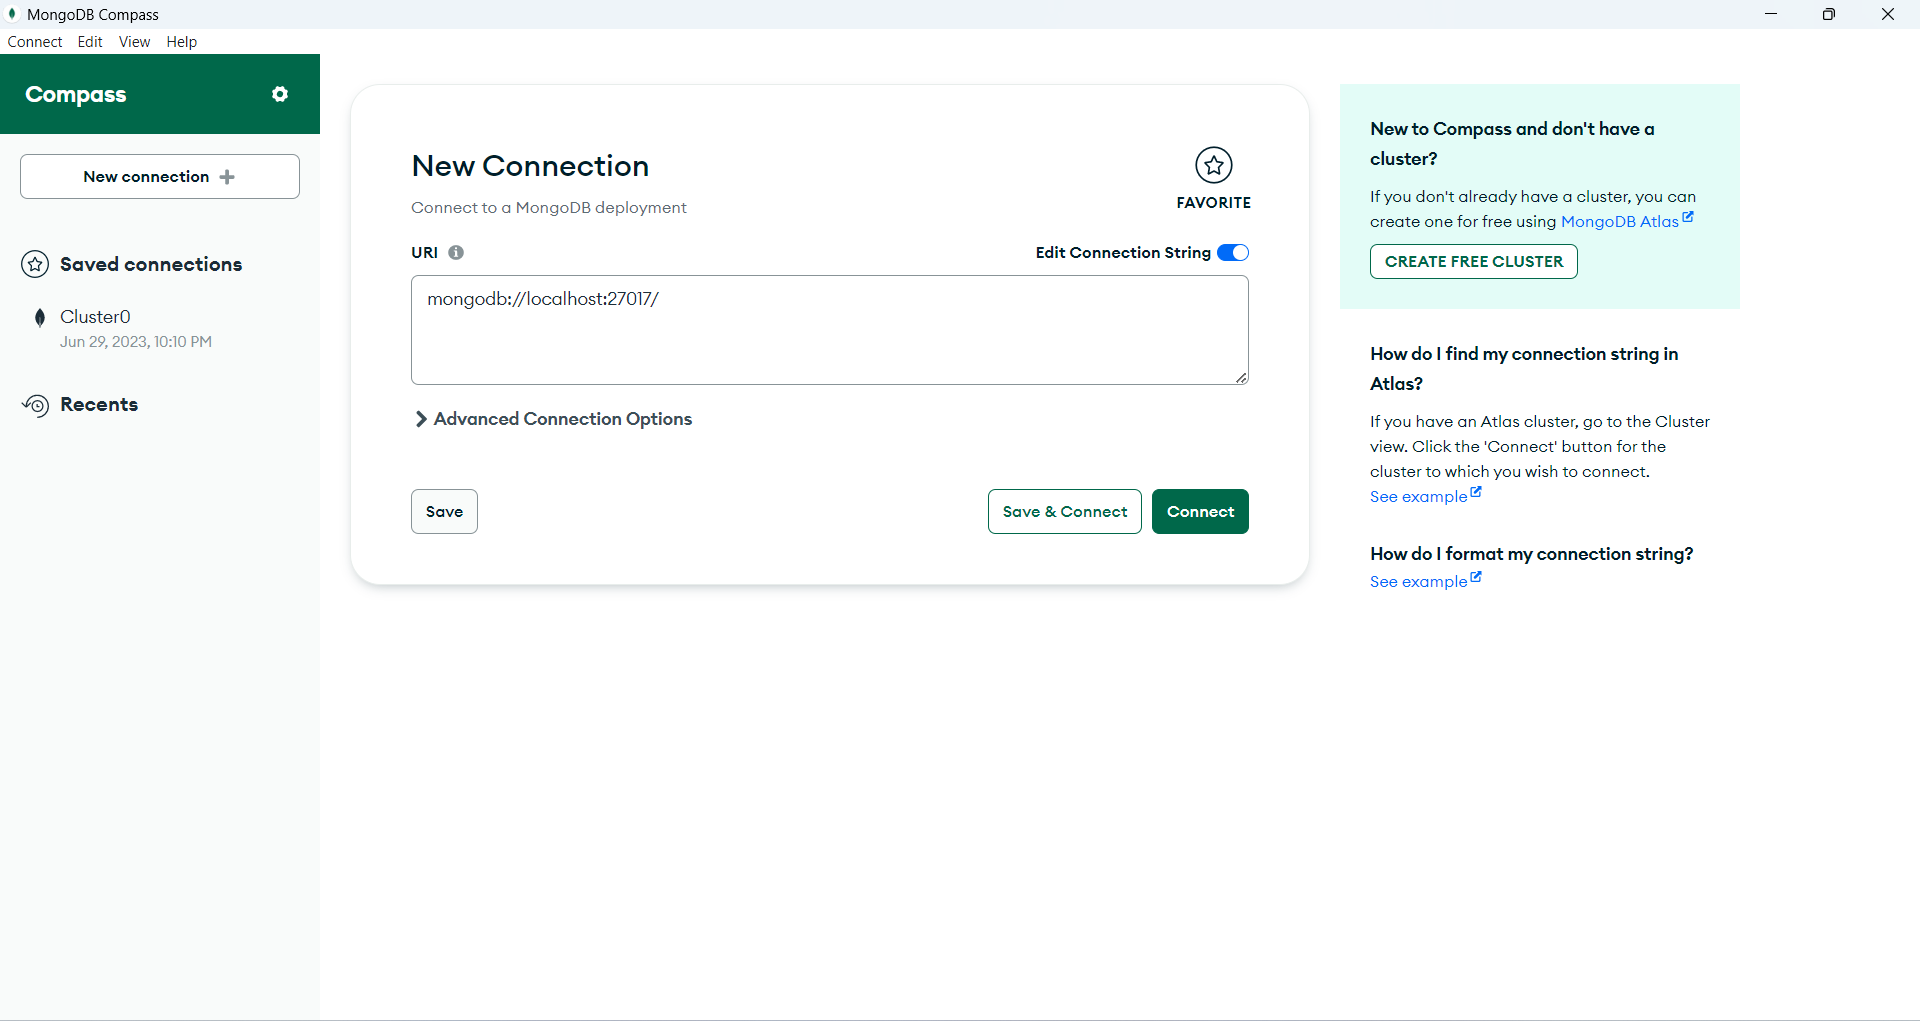 MongoDB Compass
Connect Edit View Help
Compass
New connection
Saved connections
Cluster0
Jun 29, 2023, 10:10 PM
Recents
New Connection
Connect to a MongoDB deployment
FAVORITE
URI
Edit Connection String
mongodb://localhost:27017/
Advanced Connection Options
Save
Save & Connect
Connect
New to Compass and don't have a
cluster?
If you don't already have a cluster, you can
create one for free using MongoDB Atlas
CREATE FREE CLUSTER
How do I find my connection string in
Atlas?
If you have an Atlas cluster, go to the Cluster
view. Click the 'Connect' button for the
cluster to which you wish to connect.
See example
How do I format my connection string?
See example